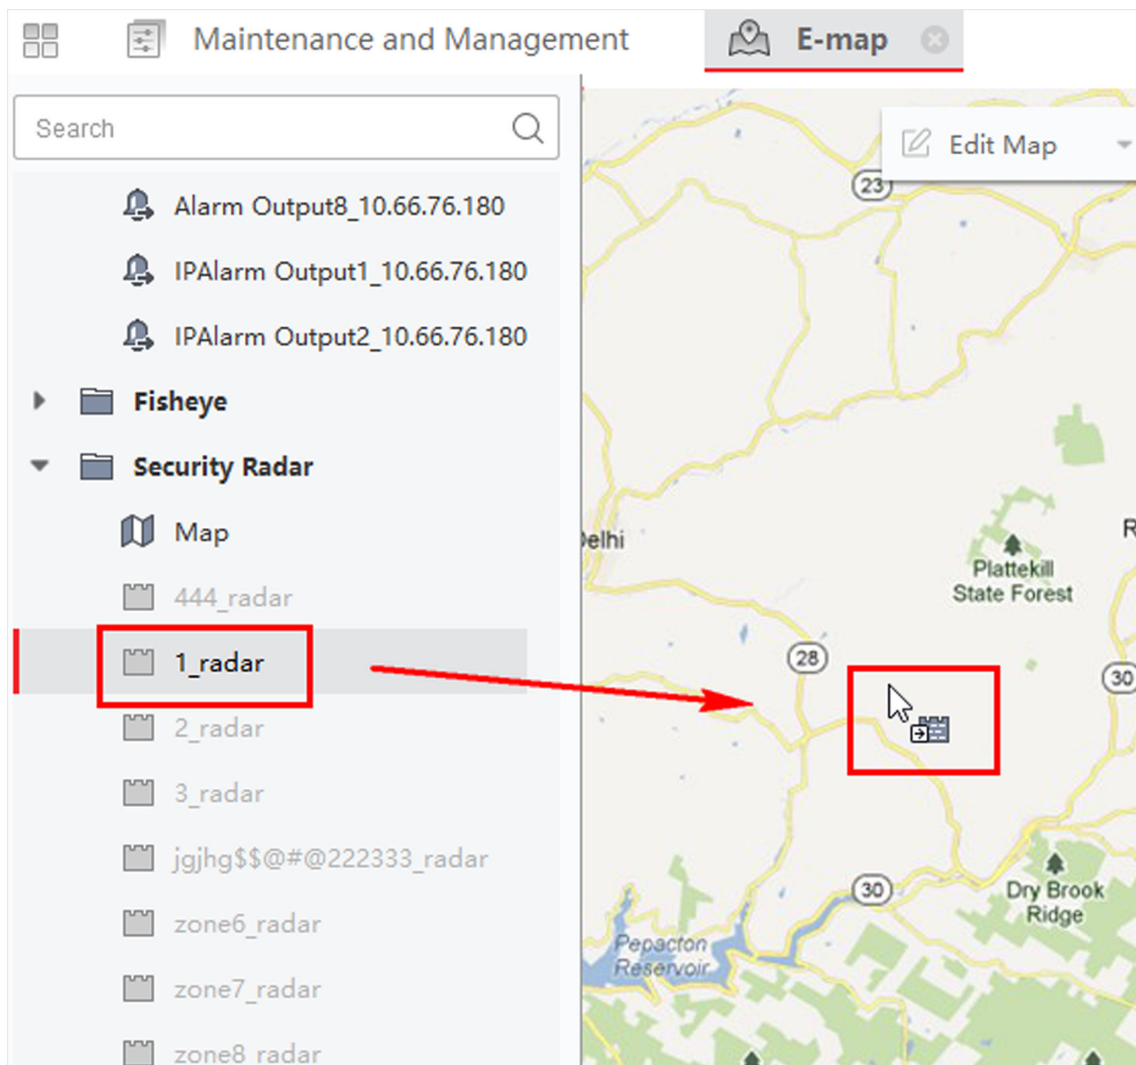 Maintenance and Management
E-map
Search
Edit Map
Alarm Output8_10.66.76.180
IPAlarm Output1_10.66.76.180
IPAlarm Output2_10.66.76.180
Fisheye
Security Radar
Map
444_radar
1_radar
2_radar
3_radar
jgjhg$$@#@222333_radar
zone6_radar
zone7_radar
zone8_radar
23
elhi
R
Plattekill
State Forest
28
30
30
Dry Brook
Ridge
Pepacton
Reservoir